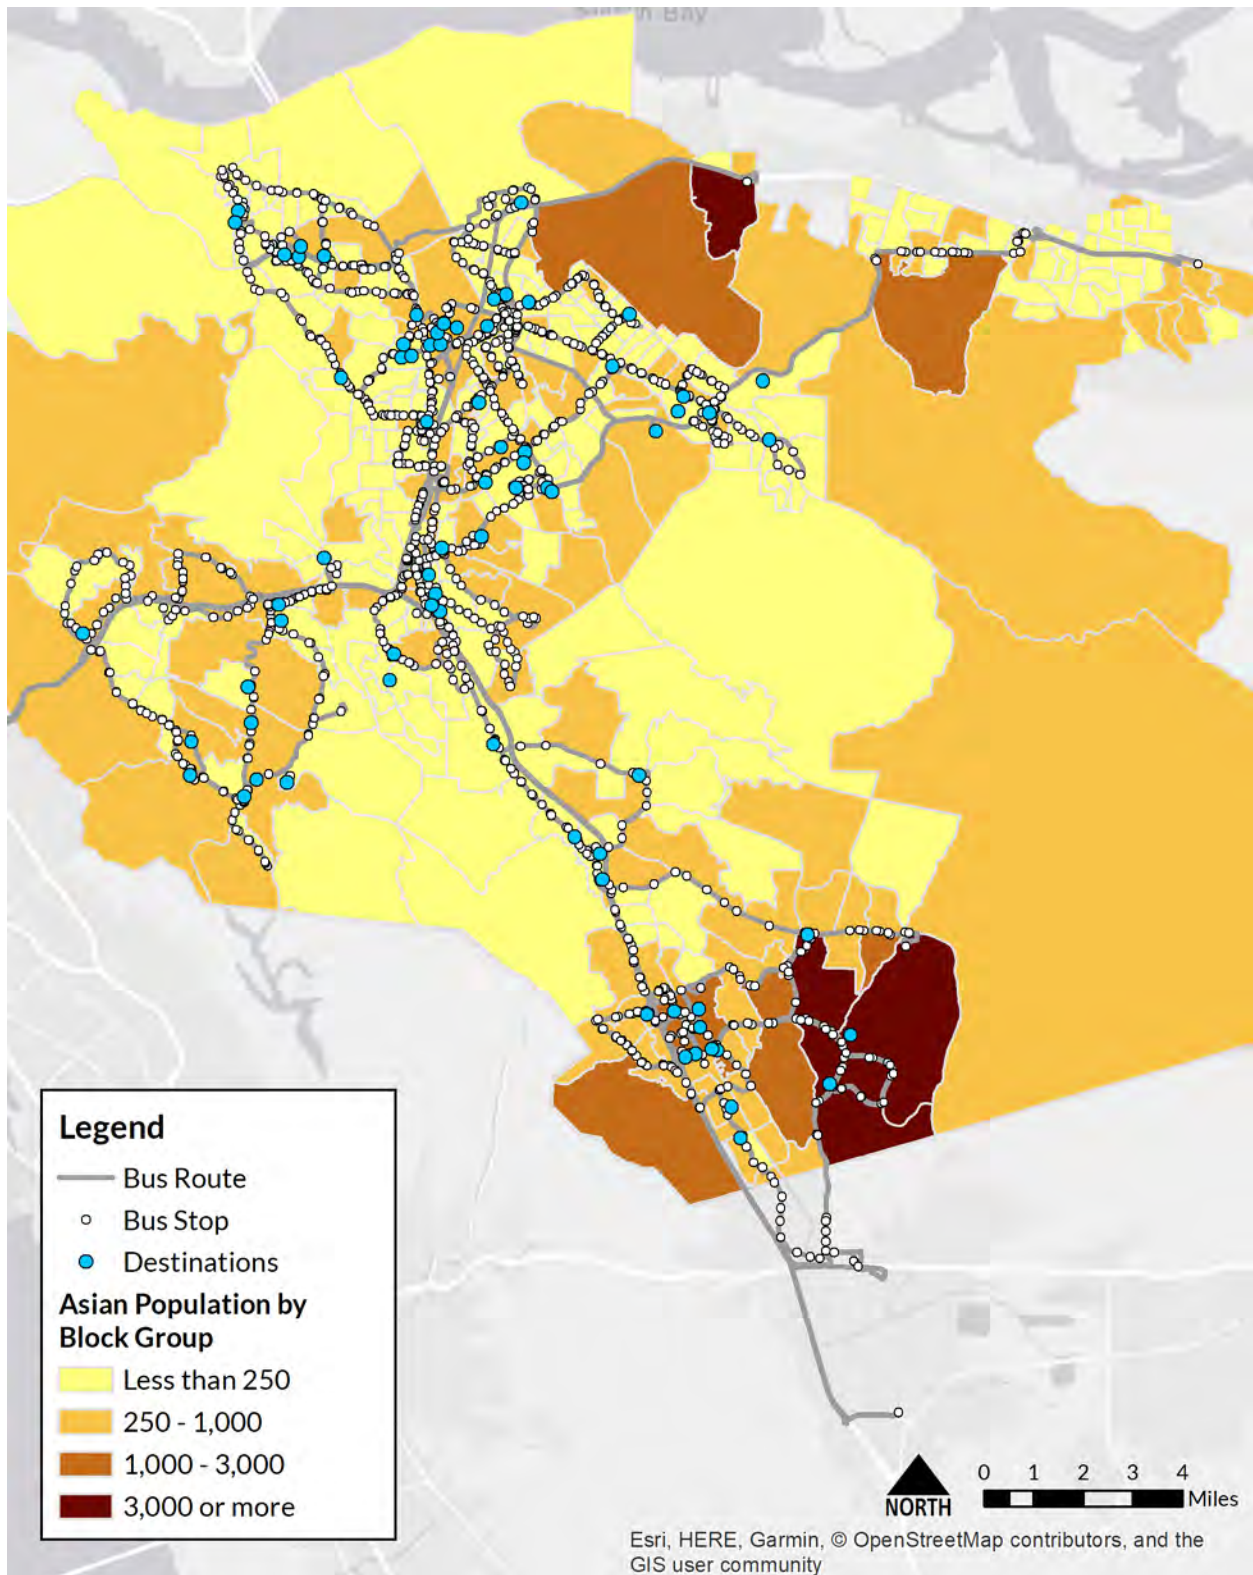 Bay
Legend
Bus Route
Bus Stop
Destinations
Asian Population by
Block Group
Less than 250
250 - 1,000
1,000 - 3,000
3,000 or more
NORTH
0 1 2 3 4
Miles
Esri, HERE, Garmin, © OpenStreetMap contributors, and the
GIS user community